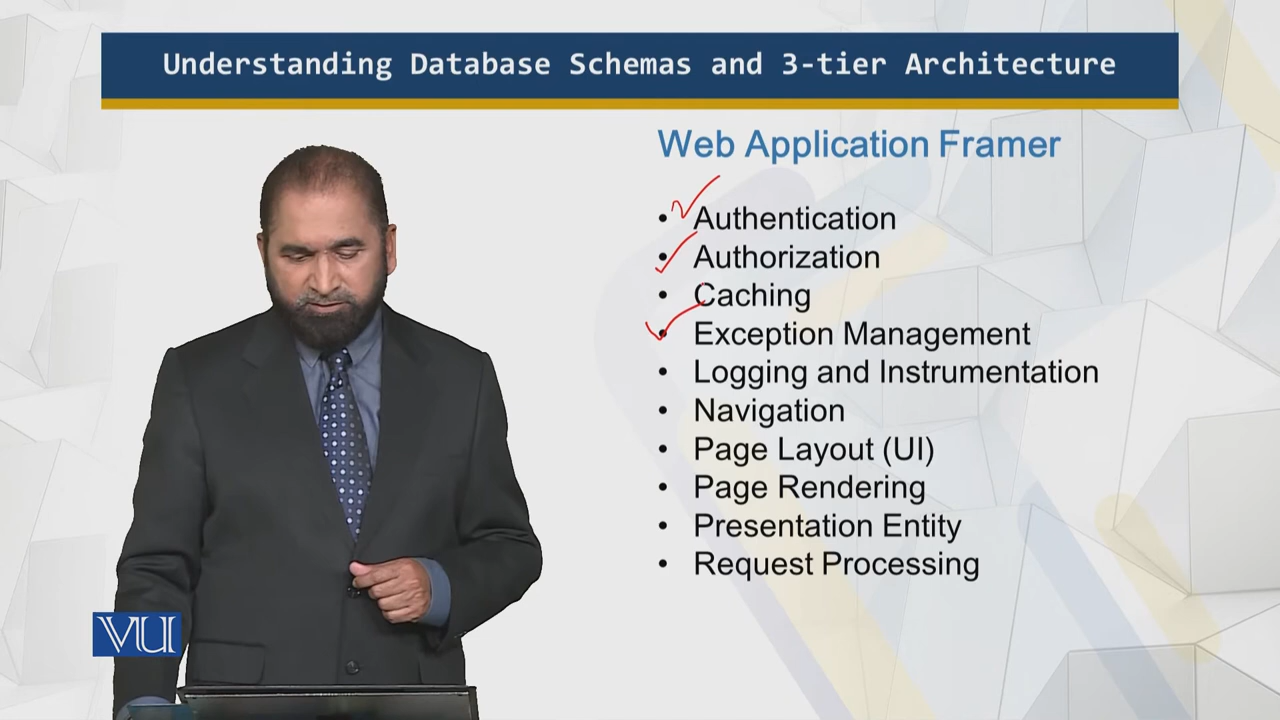 Understanding Database Schemas and 3-tier Architecture
Web Application Framer
• Authentication
• Authorization
• Caching
• Exception Management
• Logging and Instrumentation
• Navigation
• Page Layout (UI)
• Page Rendering
• Presentation Entity
• Request Processing
VU